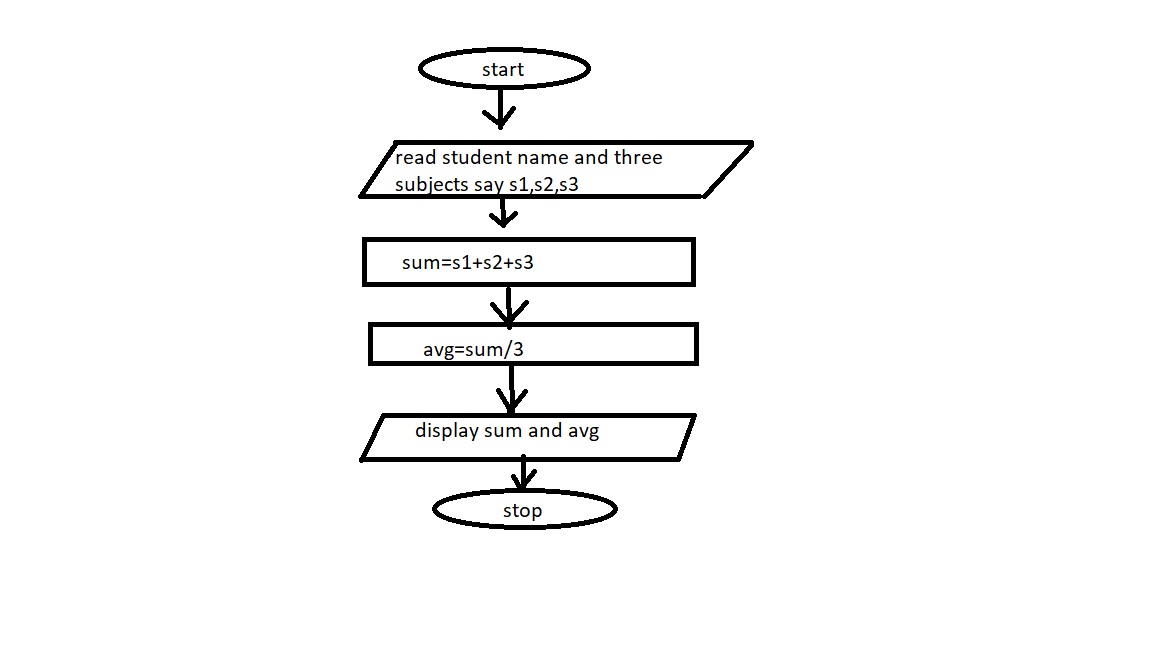 start
read student name and three
subjects say s1,s2,s3
sum=s1+s2+s3
avg=sum/3
display sum and avg
stop